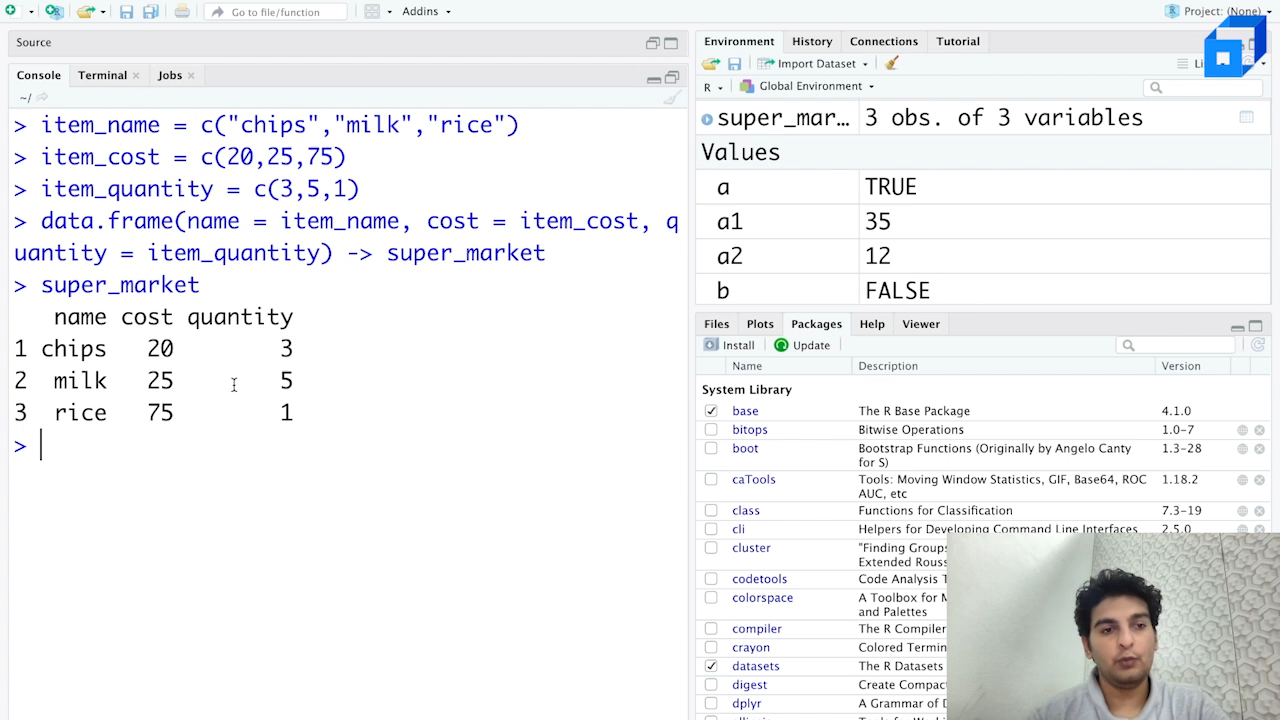 Go to file/function
Addins
Project: (None)
Source
Console
Terminal
Jobs
~/
> item_name = c("chips","milk","rice")
> item_cost = c(20,25,75)
> item_quantity = c(3,5,1)
> data.frame(name = item_name, cost = item_cost, q
uantity = item_quantity) -> super_market
> super_market
name cost quantity
1 chips 20 3
2 milk 25 5
3 rice 75 1
>
Environment
History
Connections
Tutorial
Import Dataset
R
Global Environment
super_mar… 3 obs. of 3 variables
Values
a TRUE
a1 35
a2 12
b FALSE
Files
Plots
Packages
Help
Viewer
Install
Update
Name Description Version
System Library
base The R Base Package 4.1.0
bitops Bitwise Operations 1.0-7
boot Bootstrap Functions (Originally by Angelo Canty 1.3-28
for S)
caTools Tools: Moving Window Statistics, GIF, Base64, ROC 1.18.2
AUC, etc
class Functions for Classification 7.3-19
cli Helpers for Developing Command Line Interfaces 2.5.0
cluster "Finding Groups
Extended Rouss
codetools Code Analysis T
colorspace A Toolbox for M
and Palettes
compiler The R Compiler
crayon Colored Termin
datasets The R Datasets
digest Create Compac
dplyr A Grammar of D